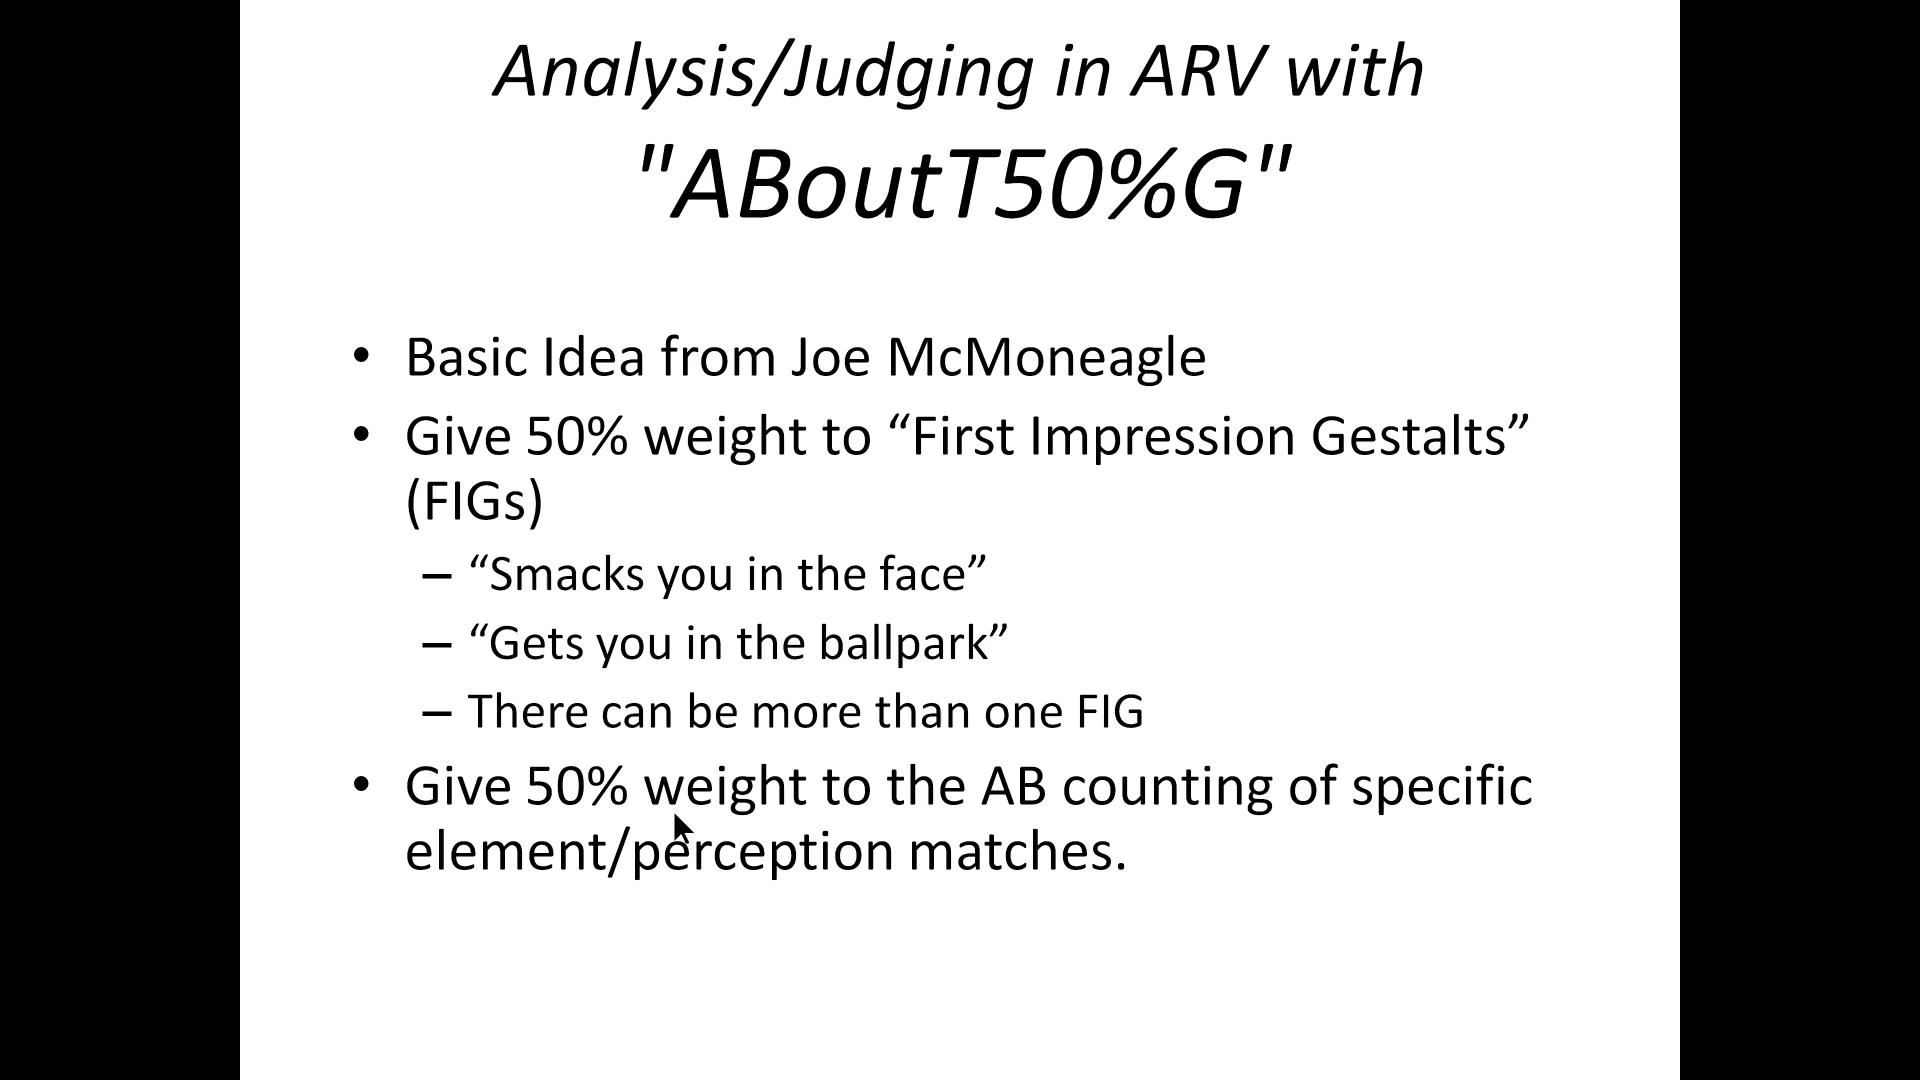 Analysis/Judging in ARV with
"ABoutT50%G"
• Basic Idea from Joe McMoneagle
• Give 50% weight to “First Impression Gestalts”
(FIGs)
– “Smacks you in the face”
– “Gets you in the ballpark”
– There can be more than one FIG
• Give 50% weight to the AB counting of specific
element/perception matches.